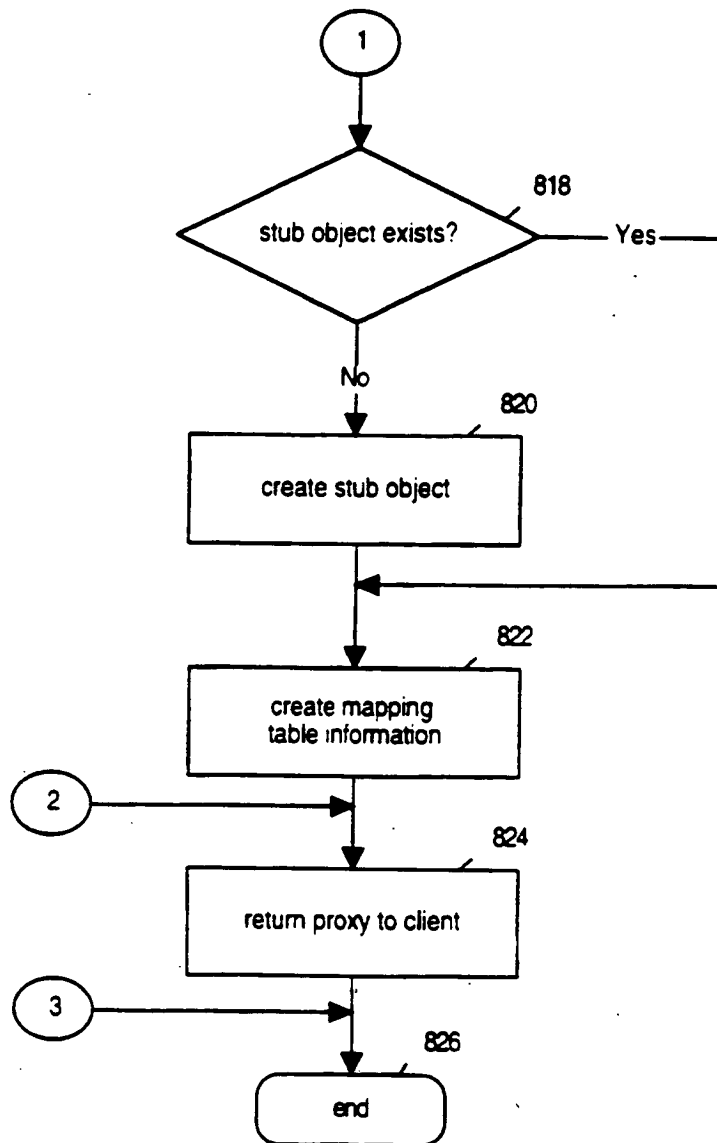 1
818
stub object exists?
Yes
No
820
create stub object
822
create mapping
table information
2
824
return proxy to client
3
826
end